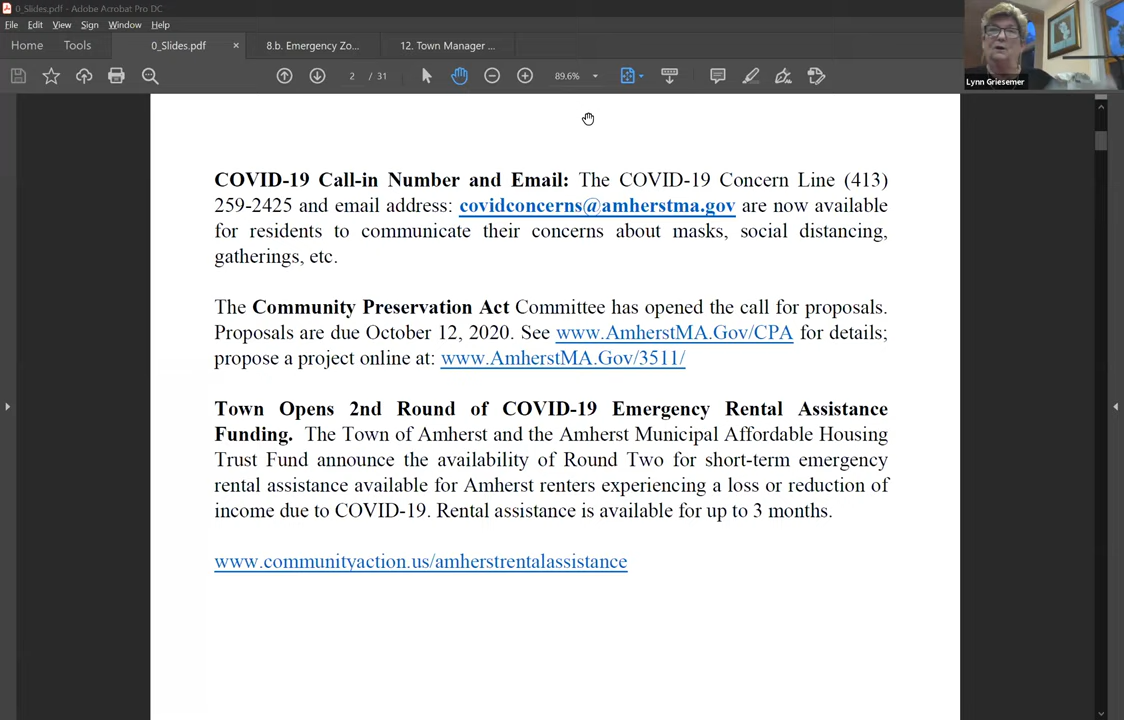 0_Slides.pdf - Adobe Acrobat Pro DC
File Edit View Sign Window Help
Home Tools 0_Slides.pdf × 8.b. Emergency Zo... 12. Town Manager ...
2 / 31 89.6%
Lynn Griesemer
COVID-19 Call-in Number and Email: The COVID-19 Concern Line (413)
259-2425 and email address: covidconcerns@amherstma.gov are now available
for residents to communicate their concerns about masks, social distancing,
gatherings, etc.
The Community Preservation Act Committee has opened the call for proposals.
Proposals are due October 12, 2020. See www.AmherstMA.Gov/CPA for details;
propose a project online at: www.AmherstMA.Gov/3511/
Town Opens 2nd Round of COVID-19 Emergency Rental Assistance
Funding. The Town of Amherst and the Amherst Municipal Affordable Housing
Trust Fund announce the availability of Round Two for short-term emergency
rental assistance available for Amherst renters experiencing a loss or reduction of
income due to COVID-19. Rental assistance is available for up to 3 months.
www.communityaction.us/amherstrentalassistance